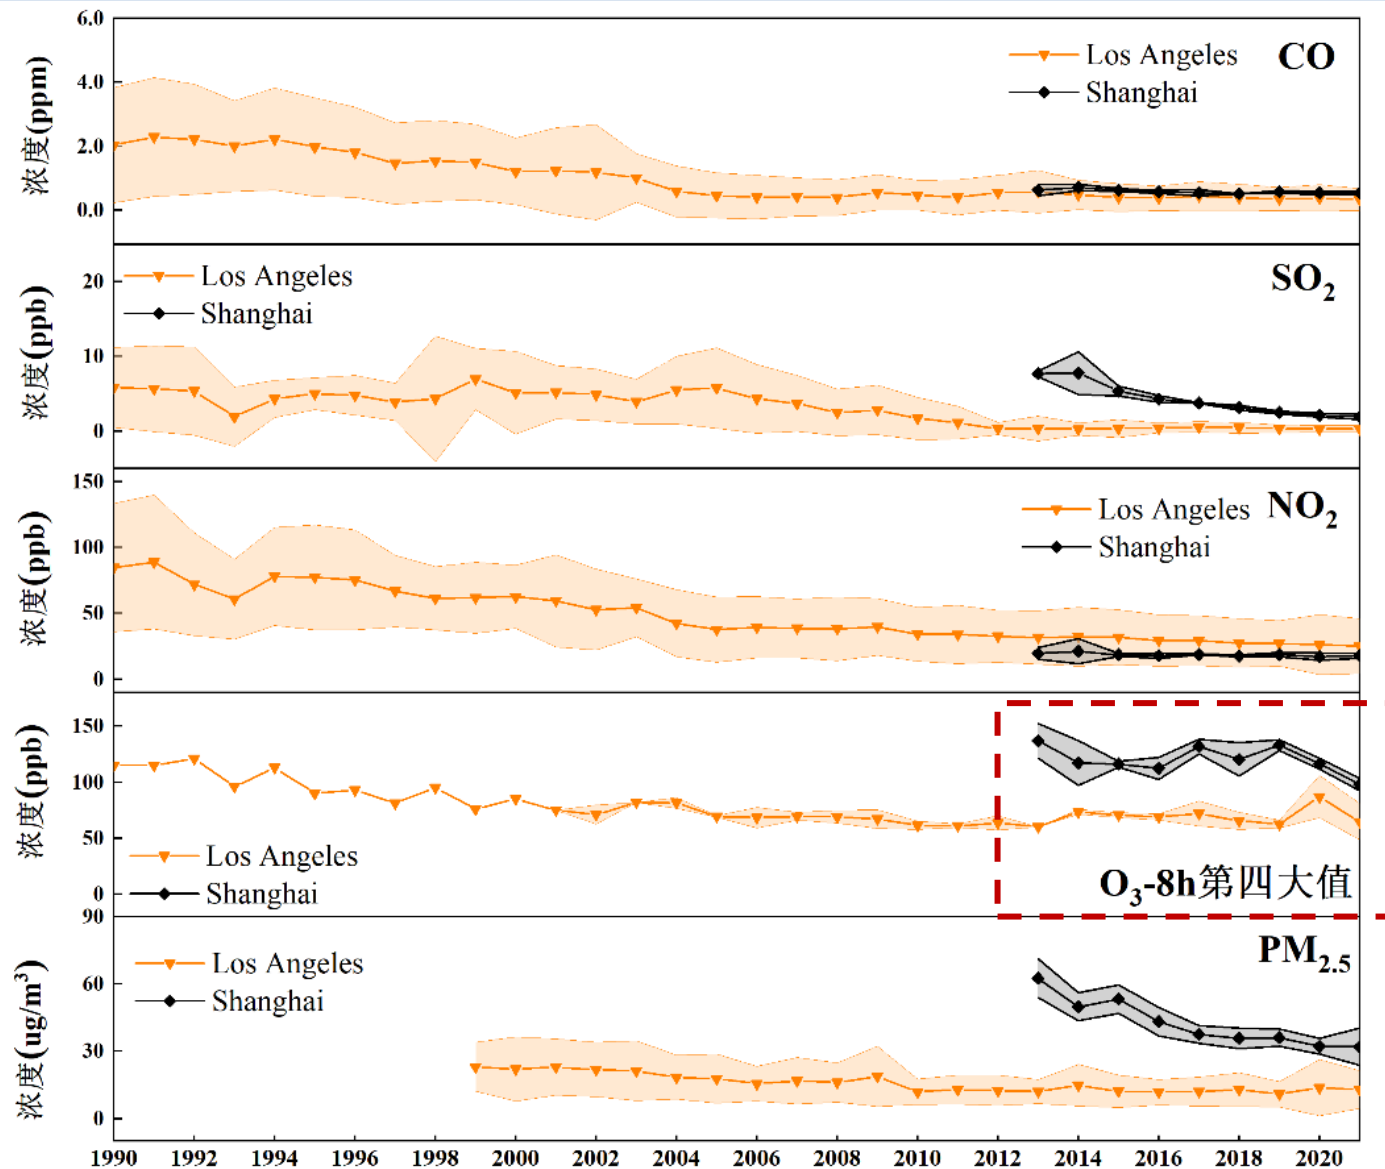 6.0
4.0
2.0
0.0
浓度(ppm)
Los Angeles
Shanghai
CO
20
10
0
浓度(ppb)
Los Angeles
Shanghai
SO2
150
100
50
0
浓度(ppb)
Los Angeles
Shanghai
NO2
150
100
50
0
浓度(ppb)
Los Angeles
Shanghai
O3-8h第四大值
90
60
30
0
浓度(ug/m³)
Los Angeles
Shanghai
PM2.5
1990 1992 1994 1996 1998 2000 2002 2004 2006 2008 2010 2012 2014 2016 2018 2020